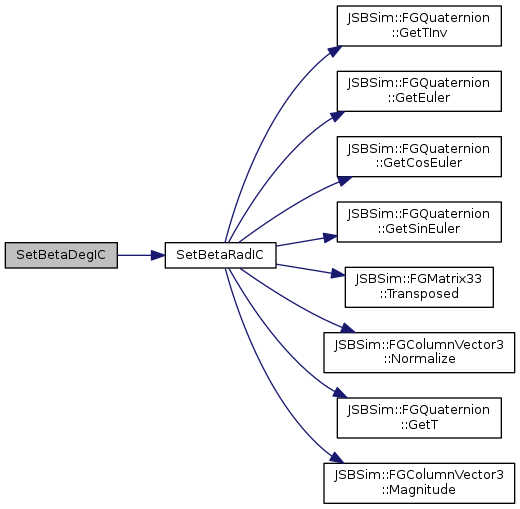 SetBetaDegIC
SetBetaRadIC
JSBSim::FGQuaternion
::GetTInv
JSBSim::FGQuaternion
::GetEuler
JSBSim::FGQuaternion
::GetCosEuler
JSBSim::FGQuaternion
::GetSinEuler
JSBSim::FGMatrix33
::Transposed
JSBSim::FGColumnVector3
::Normalize
JSBSim::FGQuaternion
::GetT
JSBSim::FGColumnVector3
::Magnitude